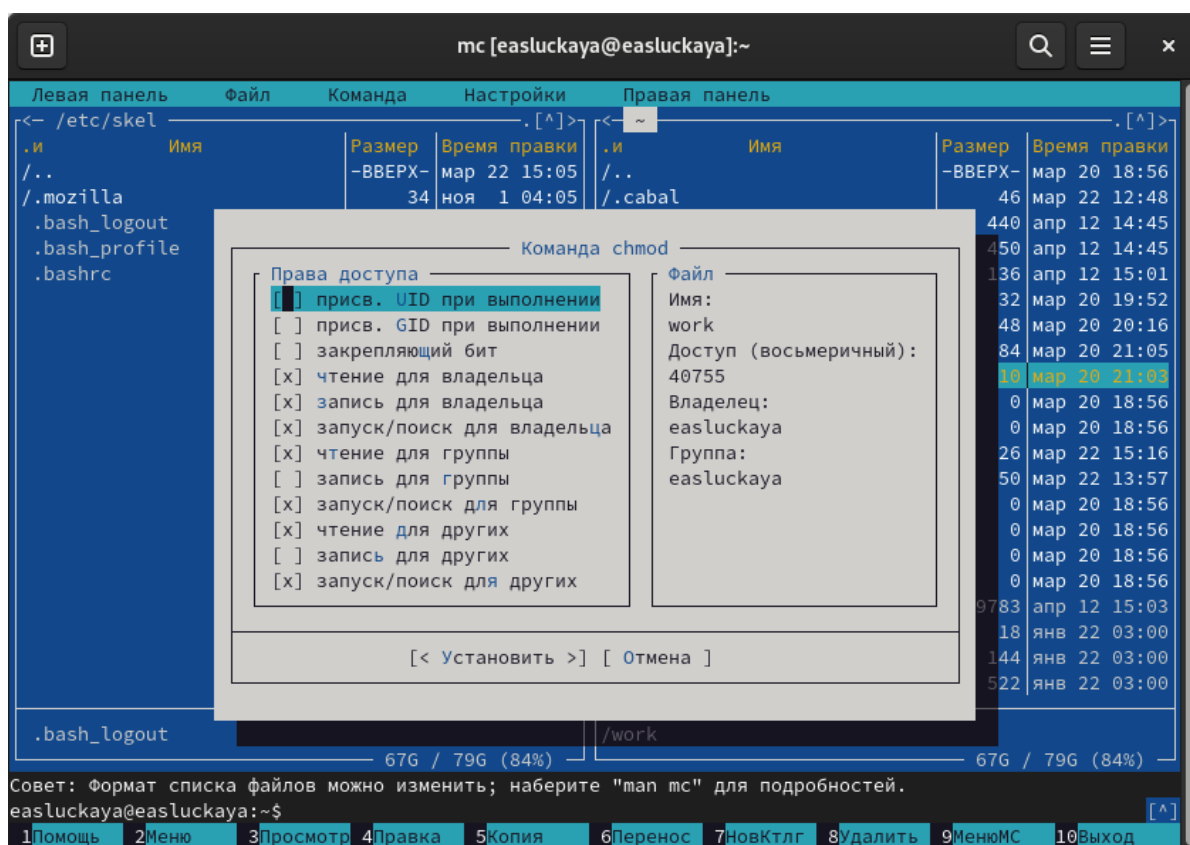 mc [easluckaya@easluckaya]:~
Левая панель Файл Команда Настройки Правая панель
<- /etc/skel .[^]> <- ~ .[^]>
.и Имя Размер Время правки .и Имя Размер Время правки
/.. -ВВЕРХ- мар 22 15:05 /.. -ВВЕРХ- мар 20 18:56
/.mozilla 34 ноя 1 04:05 /.cabal 46 мар 22 12:48
.bash_logout 440 апр 12 14:45
.bash_profile Команда chmod 450 апр 12 14:45
.bashrc Права доступа Файл 136 апр 12 15:01
[ ] присв. UID при выполнении Имя: 32 мар 20 19:52
[ ] присв. GID при выполнении work 48 мар 20 20:16
[ ] закрепляющий бит Доступ (восьмеричный): 84 мар 20 21:05
[x] чтение для владельца 40755 10 мар 20 21:03
[x] запись для владельца Владелец: 0 мар 20 18:56
[x] запуск/поиск для владельца easluckaya 0 мар 20 18:56
[x] чтение для группы Группа: 26 мар 22 15:16
[ ] запись для группы easluckaya 50 мар 22 13:57
[x] запуск/поиск для группы 0 мар 20 18:56
[x] чтение для других 0 мар 20 18:56
[ ] запись для других 0 мар 20 18:56
[x] запуск/поиск для других 0 мар 20 18:56
9783 апр 12 15:03
18 янв 22 03:00
[< Установить >] [ Отмена ] 144 янв 22 03:00
522 янв 22 03:00
.bash_logout /work
67G / 79G (84%) 67G / 79G (84%)
Совет: Формат списка файлов можно изменить; наберите "man mc" для подробностей.
easluckaya@easluckaya:~$ [^]
1Помощь 2Меню 3Просмотр 4Правка 5Копия 6Перенос 7НовКтлг 8Удалить 9МенюMC 10Выход